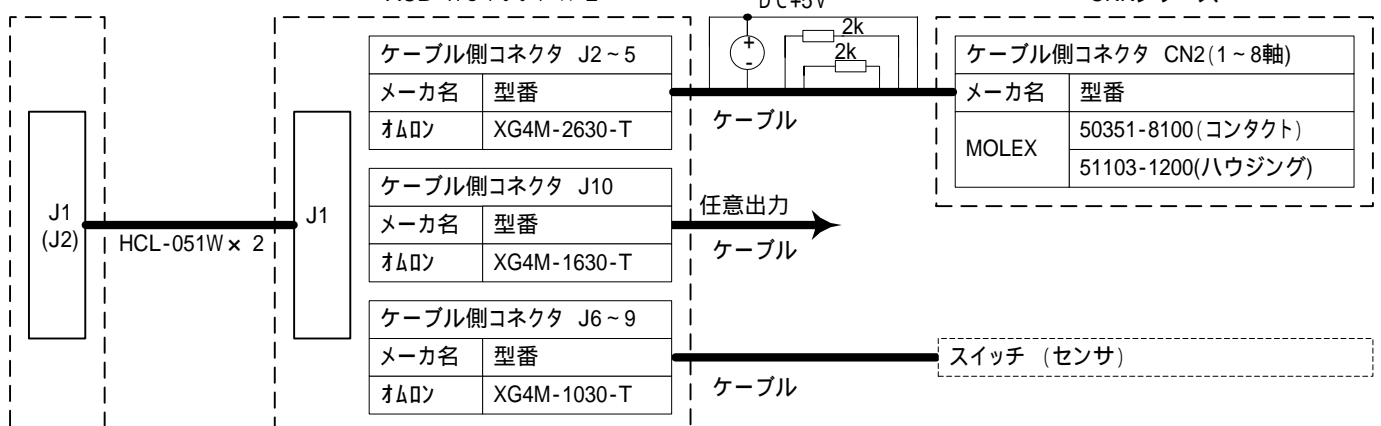 DC+5V
2k
2k
ケーブル側コネクタ J2~5
メーカ名 型番
オムロン XG4M-2630-T
ケーブル
ケーブル側コネクタ CN2(1~8軸)
メーカ名 型番
MOLEX
50351-8100(コンタクト)
51103-1200(ハウジング)
J1
(J2)
HCL-051W× 2
J1
ケーブル側コネクタ J10
メーカ名 型番
オムロン XG4M-1630-T
任意出力
ケーブル
ケーブル側コネクタ J6~9
メーカ名 型番
オムロン XG4M-1030-T
ケーブル
スイッチ (センサ)